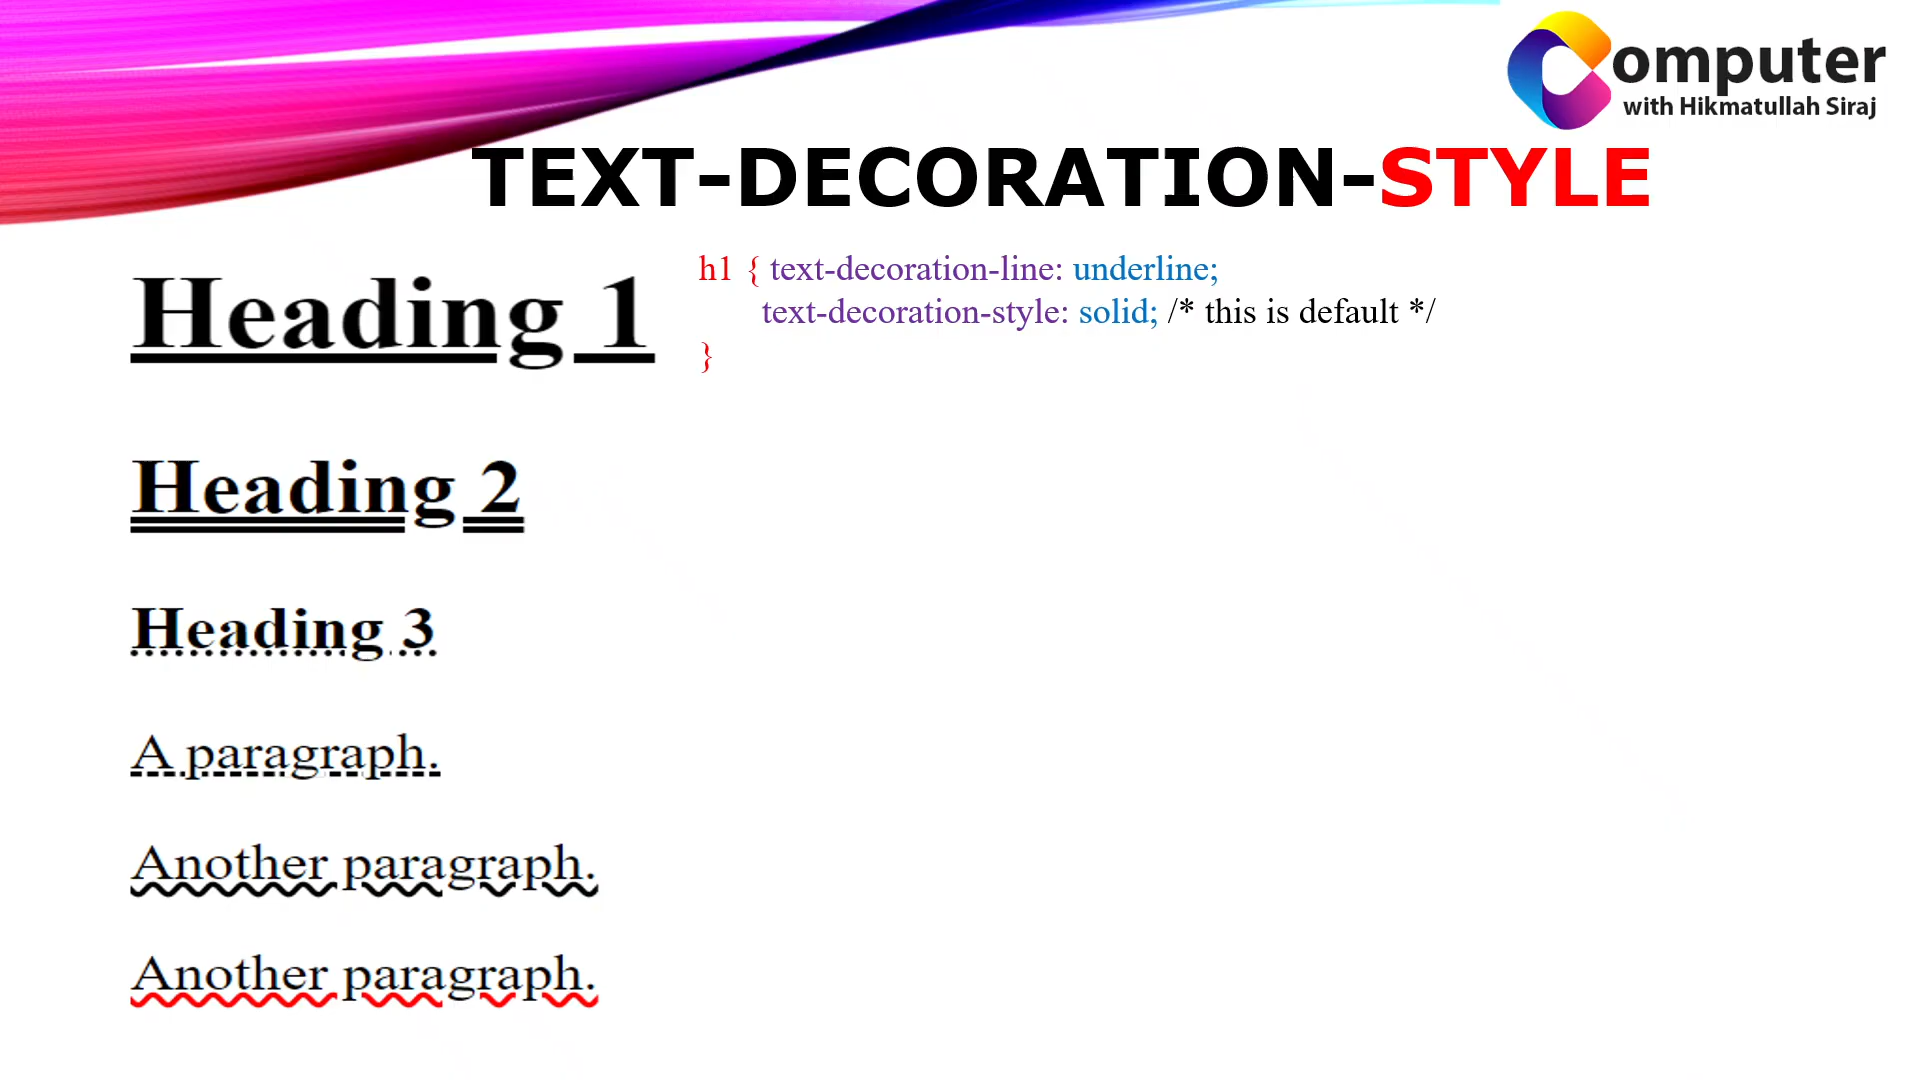 Computer
with Hikmatullah Siraj
TEXT-DECORATION-STYLE
Heading 1
h1 { text-decoration-line: underline;
text-decoration-style: solid; /* this is default */
}
Heading 2
Heading 3
A paragraph.
Another paragraph.
Another paragraph.